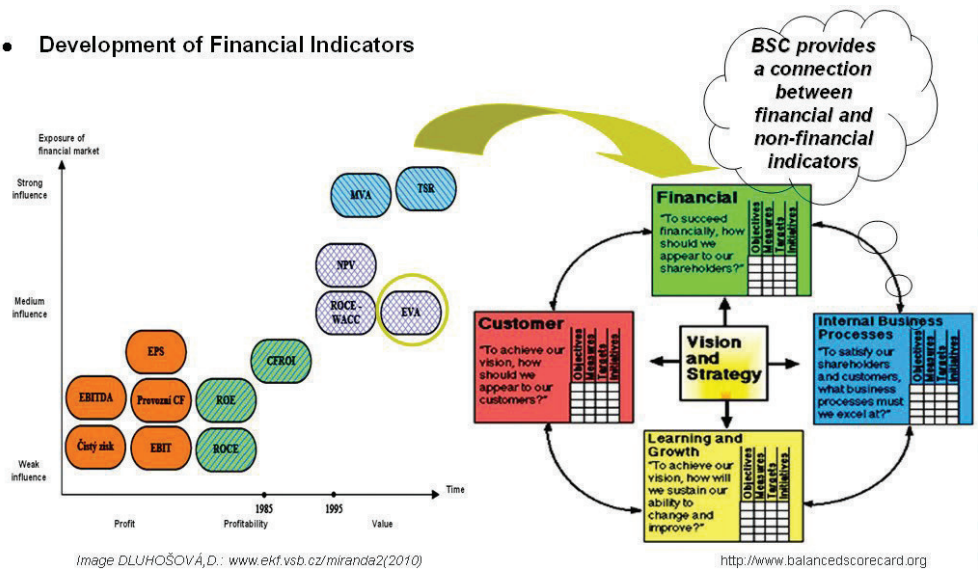 • Development of Financial Indicators
BSC provides
a connection
between
financial and
non-financial
indicators
Exposure of
financial market
Strong
influence
Medium
influence
Weak
influence
MVA
TSR
NPV
ROCE -
WACC
EVA
EPS
CFROI
EBITDA
Provozní CF
ROE
Čistý zisk
EBIT
ROCE
1985
1995
Time
Profit
Profitability
Value
Financial
"To succeed
financially, how
should we
appear to our
shareholders?"
Objectives
Measures
Targets
Initiatives
Customer
"To achieve our
vision, how
should we
appear to our
customers?"
Objectives
Measures
Targets
Initiatives
Vision
and
Strategy
Internal Business
Processes
"To satisfy our
shareholders
and customers,
what business
processes must
we excel at?"
Objectives
Measures
Targets
Initiatives
Learning and
Growth
"To achieve our
vision, how will
we sustain our
ability to
change and
improve?"
Objectives
Measures
Targets
Initiatives
Image DLUHOŠOVÁ,D.: www.ekf.vsb.cz/miranda2(2010)
http://www.balancedscorecard.org